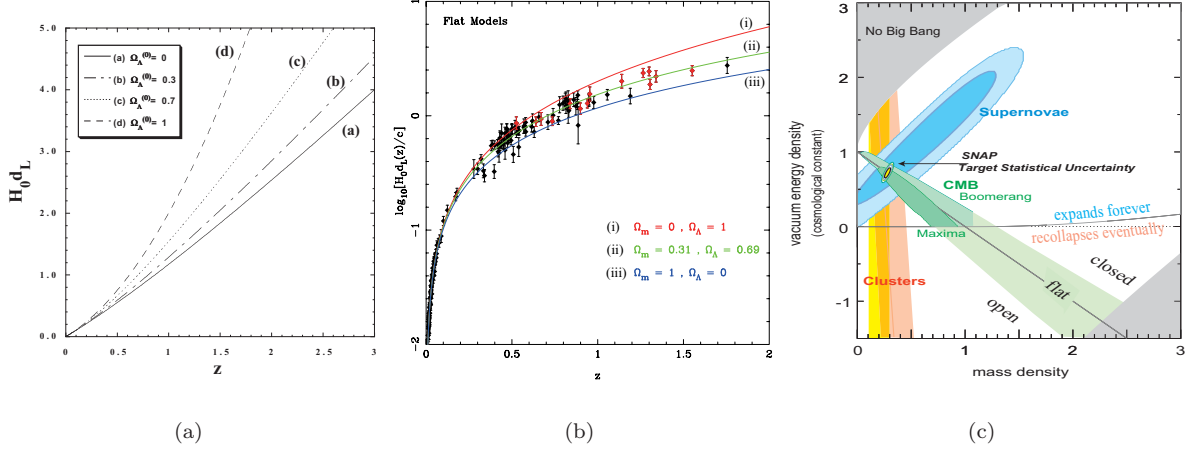 5.0
4.0
3.0
2.0
1.0
0.0
H₀d_L
0
0.5
1
1.5
2
2.5
3
z
(a) Ω_Λ^(0)= 0
(b) Ω_Λ^(0)= 0.3
(c) Ω_Λ^(0)= 0.7
(d) Ω_Λ^(0)= 1
(d)
(c)
(b)
(a)
(a)
Flat Models
1
0
-1
-2
log₁₀[H₀d_L(z)/c]
(i)
(ii)
(iii)
(i) Ω_m = 0 , Ω_Λ = 1
(ii) Ω_m = 0.31 , Ω_Λ = 0.69
(iii) Ω_m = 1 , Ω_Λ = 0
0
0.5
1
1.5
2
z
(b)
3
2
1
0
-1
vacuum energy density
(cosmological constant)
No Big Bang
Supernovae
SNAP
Target Statistical Uncertainty
CMB
Boomerang
Maxima
expands forever
recollapses eventually
Clusters
closed
flat
open
0
1
2
3
mass density
(c)